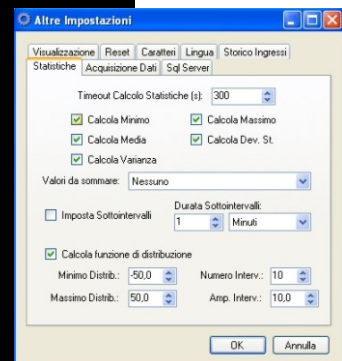 Altre Impostazioni
Visualizzazione Reset Caratteri Lingua Storico Ingressi
Statistiche Acquisizione Dati Sql Server
Timeout Calcolo Statistiche (s): 300
Calcola Minimo Calcola Massimo
Calcola Media Calcola Dev. St.
Calcola Varianza
Valori da sommare: Nessuno
Durata Sottointervalli:
Imposta Sottointervalli 1 Minuti
Calcola funzione di distribuzione
Minimo Distrib.: -50,0 Numero Interv.: 10
Massimo Distrib.: 50,0 Amp. Interv.: 10,0
OK Annulla